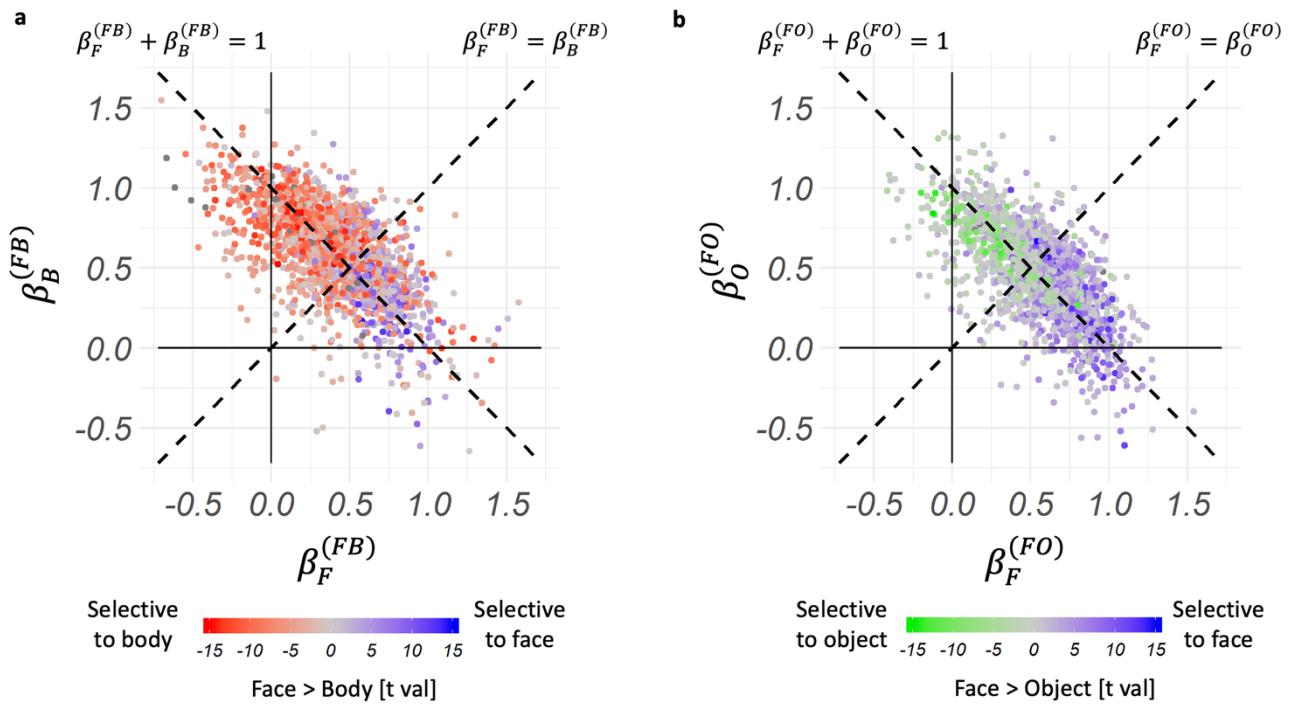 a
β_F^(FB) + β_B^(FB) = 1
β_F^(FB) = β_B^(FB)
1.5
1.0
0.5
0.0
-0.5
β_B^(FB)
-0.5 0.0 0.5 1.0 1.5
β_F^(FB)
Selective to body
-15 -10 -5 0 5 10 15
Selective to face
Face > Body [t val]
b
β_F^(FO) + β_O^(FO) = 1
β_F^(FO) = β_O^(FO)
1.5
1.0
0.5
0.0
-0.5
β_O^(FO)
-0.5 0.0 0.5 1.0 1.5
β_F^(FO)
Selective to object
-15 -10 -5 0 5 10 15
Selective to face
Face > Object [t val]